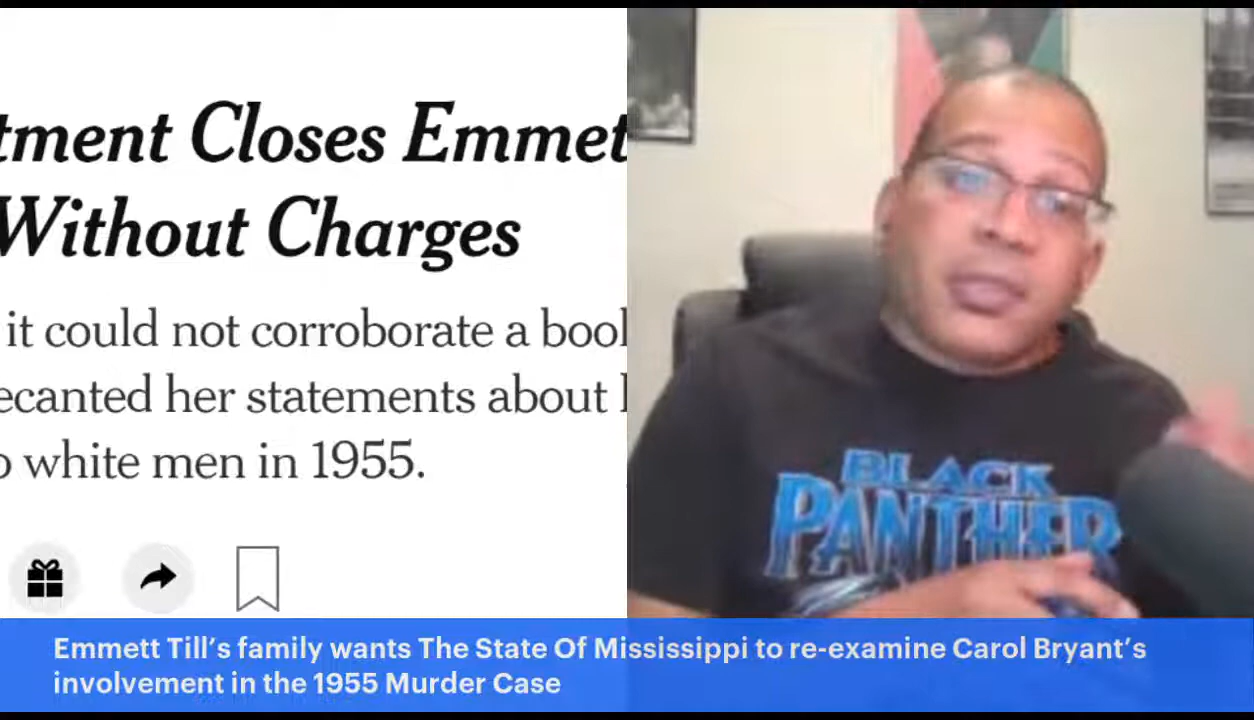 tment Closes Emmet
Without Charges
it could not corroborate a book
ecanted her statements about
o white men in 1955.
BLACK
PANTHER
Emmett Till’s family wants The State Of Mississippi to re-examine Carol Bryant’s
involvement in the 1955 Murder Case